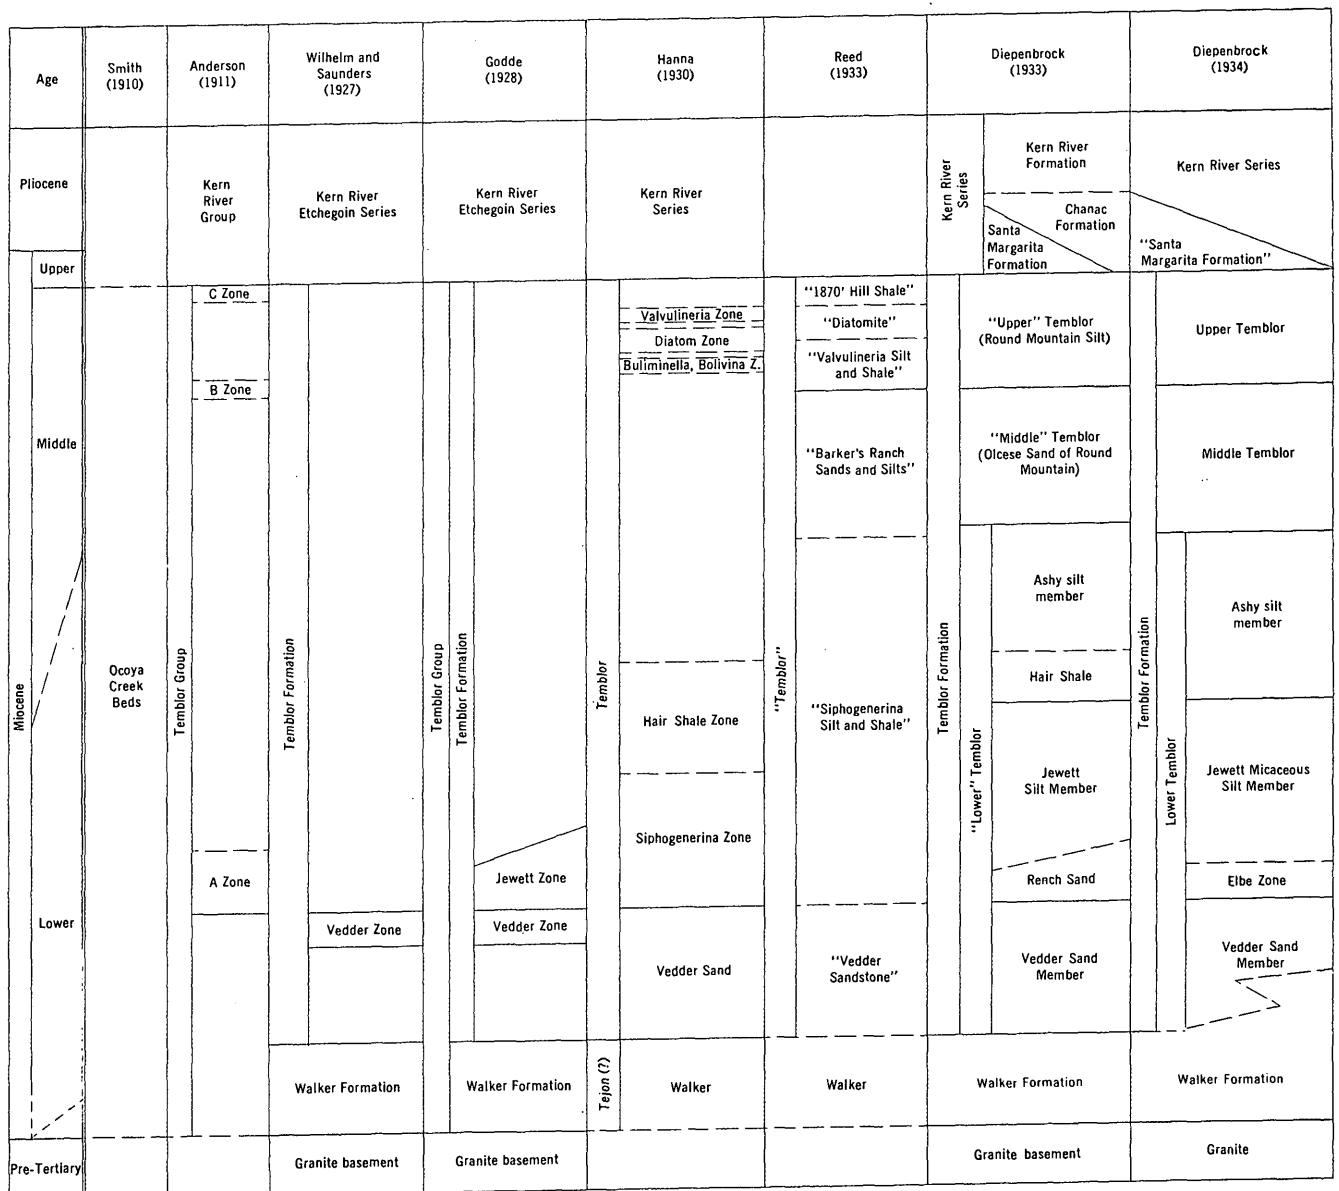 Age
Smith
(1910)
Anderson
(1911)
Wilhelm and
Saunders
(1927)
Godde
(1928)
Hanna
(1930)
Reed
(1933)
Diepenbrock
(1933)
Diepenbrock
(1934)
Pliocene
Miocene
Upper
Middle
Lower
Pre-Tertiary
Ocoya
Creek
Beds
Kern
River
Group
Temblor Group
C Zone
B Zone
A Zone
Kern River
Etchegoin Series
Temblor Formation
Vedder Zone
Walker Formation
Granite basement
Kern River
Etchegoin Series
Temblor Group
Temblor Formation
Jewett Zone
Vedder Zone
Walker Formation
Granite basement
Kern River
Series
Temblor
Valvulineria Zone
Diatom Zone
Buliminella, Bolivina Z.
Hair Shale Zone
Siphogenerina Zone
Vedder Sand
Tejon (?)
Walker
"Temblor"
"1870' Hill Shale"
"Diatomite"
"Valvulineria Silt
and Shale"
"Barker's Ranch
Sands and Silts"
"Siphogenerina
Silt and Shale"
"Vedder
Sandstone"
Walker
Kern River
Series
Kern River
Formation
Chanac
Formation
Santa
Margarita
Formation
Temblor Formation
"Upper" Temblor
(Round Mountain Silt)
"Middle" Temblor
(Olcese Sand of Round
Mountain)
"Lower" Temblor
Ashy silt
member
Hair Shale
Jewett
Silt Member
Rench Sand
Vedder Sand
Member
Walker Formation
Granite basement
Kern River Series
"Santa
Margarita Formation"
Temblor Formation
Upper Temblor
Middle Temblor
Lower Temblor
Ashy silt
member
Jewett Micaceous
Silt Member
Elbe Zone
Vedder Sand
Member
Walker Formation
Granite